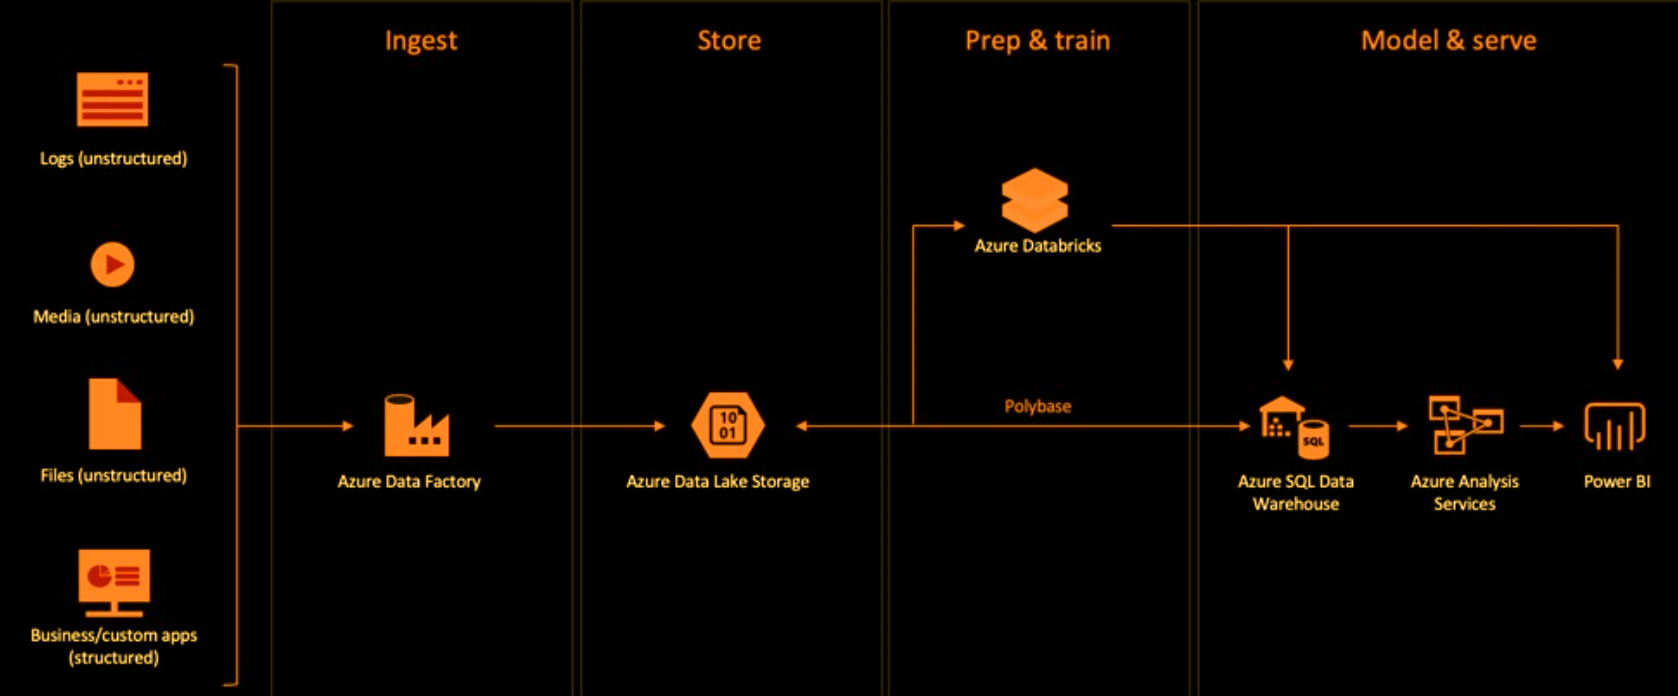 Ingest
Store
Prep & train
Model & serve
Logs (unstructured)
Media (unstructured)
Files (unstructured)
Business/custom apps
(structured)
Azure Data Factory
10
01
Azure Data Lake Storage
Azure Databricks
Polybase
SQL
Azure SQL Data
Warehouse
Azure Analysis
Services
Power BI